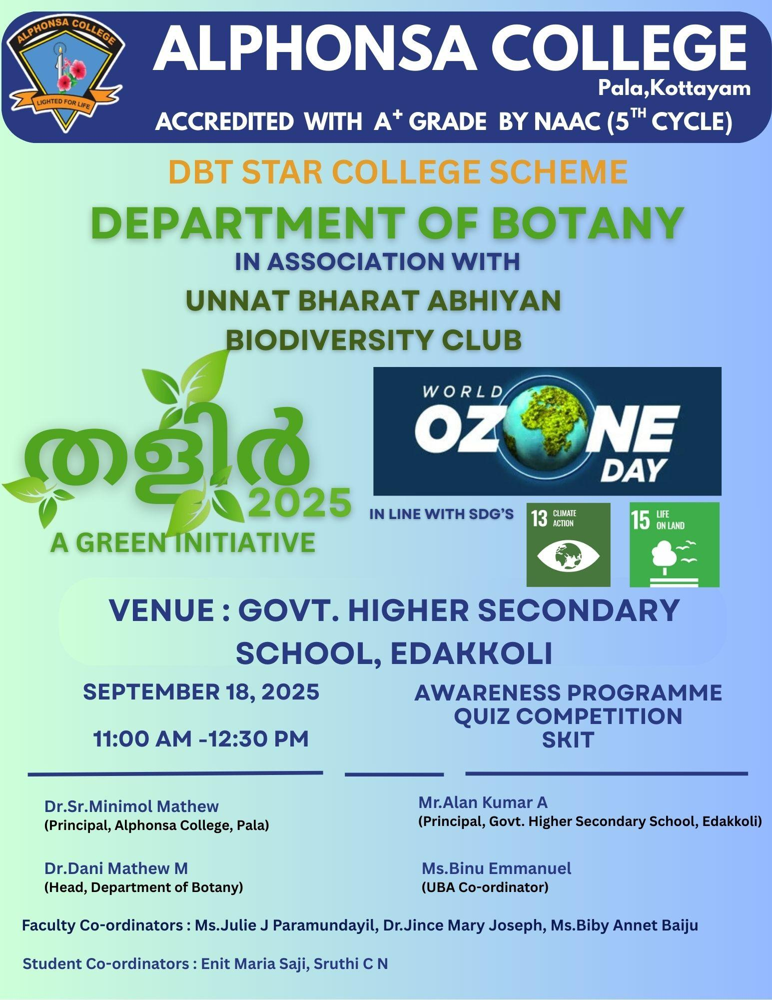 ALPHONSA COLLEGE
LIGHTED FOR LIFE
ALPHONSA COLLEGE
Pala,Kottayam
ACCREDITED WITH A+ GRADE BY NAAC (5TH CYCLE)
DBT STAR COLLEGE SCHEME
DEPARTMENT OF BOTANY
IN ASSOCIATION WITH
UNNAT BHARAT ABHIYAN
BIODIVERSITY CLUB
തളിർ
2025
A GREEN INITIATIVE
WORLD
OZONE
DAY
IN LINE WITH SDG'S
13 CLIMATE
ACTION
15 LIFE
ON LAND
VENUE : GOVT. HIGHER SECONDARY
SCHOOL, EDAKKOLI
SEPTEMBER 18, 2025
11:00 AM -12:30 PM
AWARENESS PROGRAMME
QUIZ COMPETITION
SKIT
Dr.Sr.Minimol Mathew
(Principal, Alphonsa College, Pala)
Mr.Alan Kumar A
(Principal, Govt. Higher Secondary School, Edakkoli)
Dr.Dani Mathew M
(Head, Department of Botany)
Ms.Binu Emmanuel
(UBA Co-ordinator)
Faculty Co-ordinators : Ms.Julie J Paramundayil, Dr.Jince Mary Joseph, Ms.Biby Annet Baiju
Student Co-ordinators : Enit Maria Saji, Sruthi C N